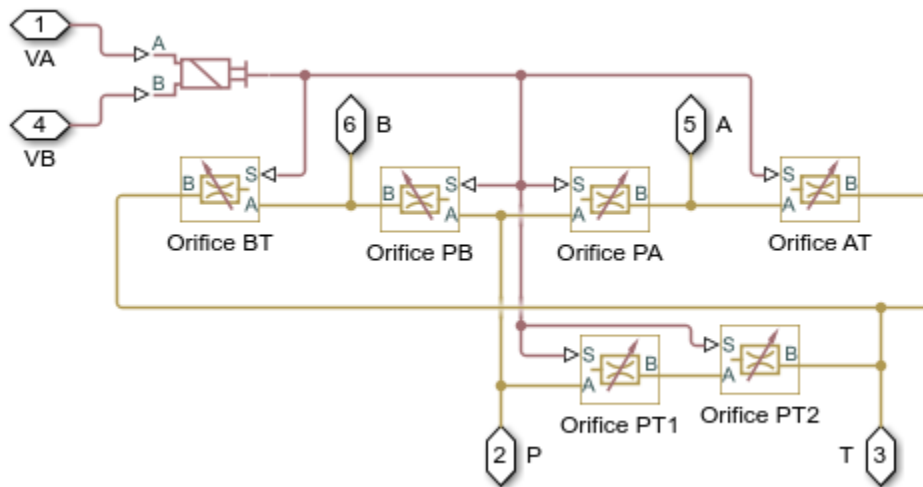 1
VA
A
B
4
VB
6 B
5 A
B S A
Orifice BT
B S A
Orifice PB
S B A
Orifice PA
S B A
Orifice AT
S B A
Orifice PT1
S B A
Orifice PT2
2 P
T 3